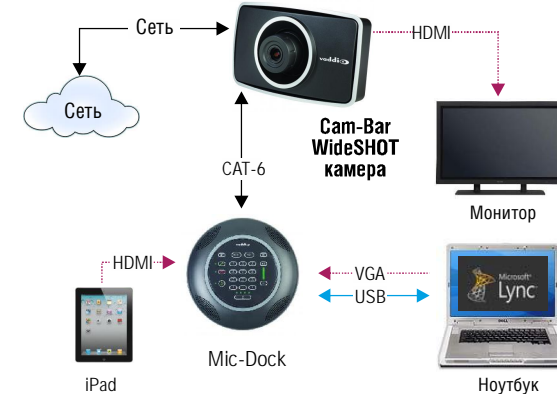 Сеть
HDMI
vaddio
Сеть
Cam-Bar
WideSHOT
камера
CAT-6
Монитор
HDMI
VGA
USB
Microsoft®
Lync
Mic-Dock
iPad
Ноутбук